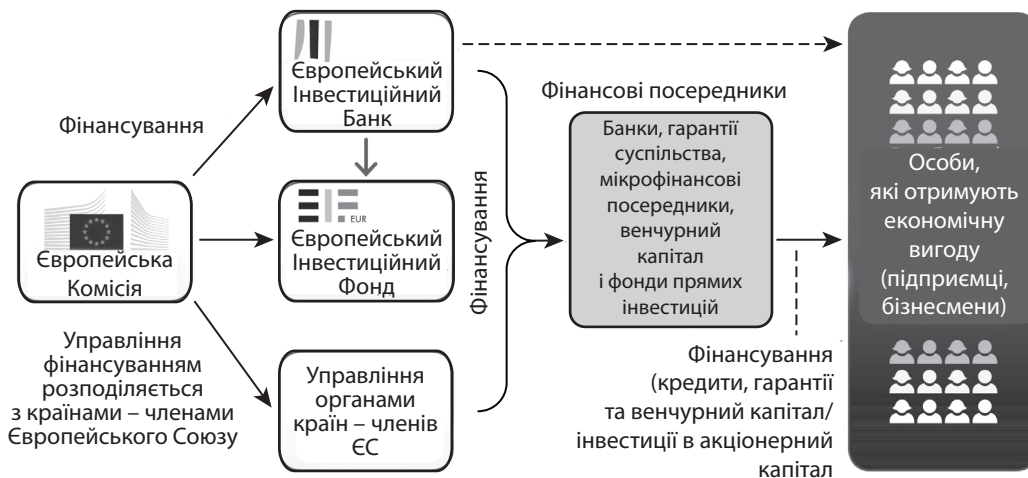 Європейський
Інвестиційний
Банк
Фінансування
Фінансові посередники
Банки, гарантії
суспільства,
мікрофінансові
посередники,
венчурний
капітал
і фонди прямих
інвестицій
Особи,
які отримують
економічну
вигоду
(підприємці,
бізнесмени)
Фінансування
EIF
EUR
Європейський
Інвестиційний
Фонд
Європейська
Комісія
Управління
фінансуванням
розподіляється
з країнами – членами
Європейського Союзу
Управління
органами
країн – членів
ЄС
Фінансування
(кредити, гарантії
та венчурний капітал/
інвестиції в акціонерний
капітал